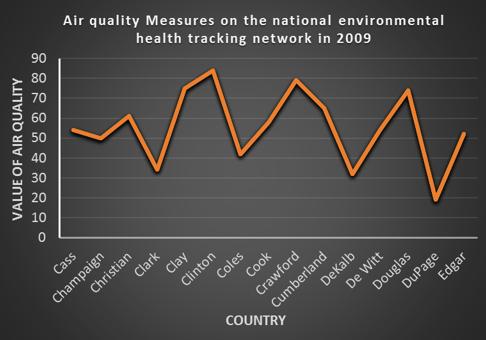 Air quality Measures on the national environmental
health tracking network in 2009
VALUE OF AIR QUALITY
90
80
70
60
50
40
30
20
10
0
Cass
Champaign
Christian
Clark
Clay
Clinton
Coles
Cook
Crawford
Cumberland
DeKalb
De Witt
Douglas
DuPage
Edgar
COUNTRY